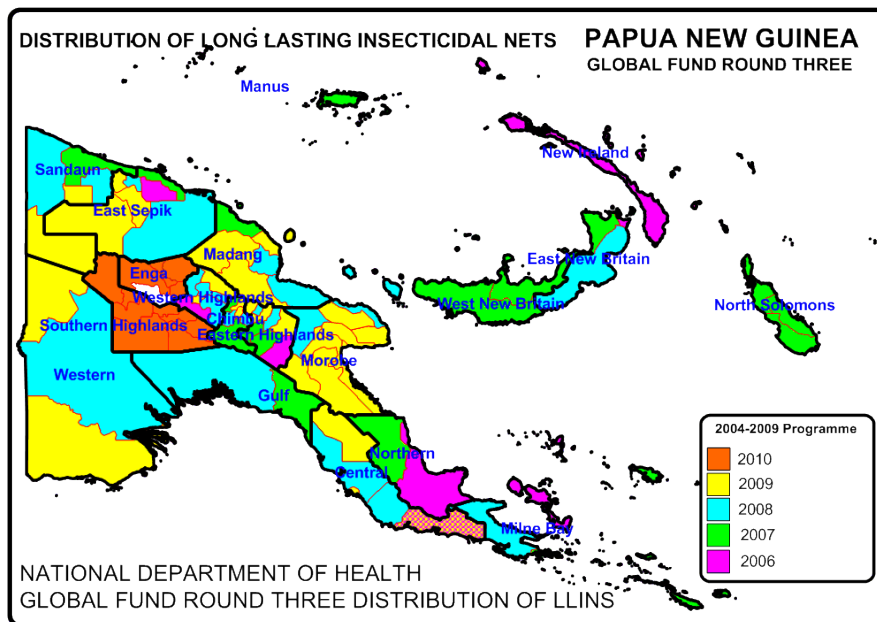 DISTRIBUTION OF LONG LASTING INSECTICIDAL NETS
PAPUA NEW GUINEA
GLOBAL FUND ROUND THREE
Manus
New Ireland
Sandaun
East Sepik
Madang
East New Britain
Enga
Western Highlands
West New Britain
North Solomons
Chimbu
Southern Highlands
Eastern Highlands
Morobe
Western
Gulf
Northern
Central
Milne Bay
2004-2009 Programme
2010
2009
2008
2007
2006
NATIONAL DEPARTMENT OF HEALTH
GLOBAL FUND ROUND THREE DISTRIBUTION OF LLINS